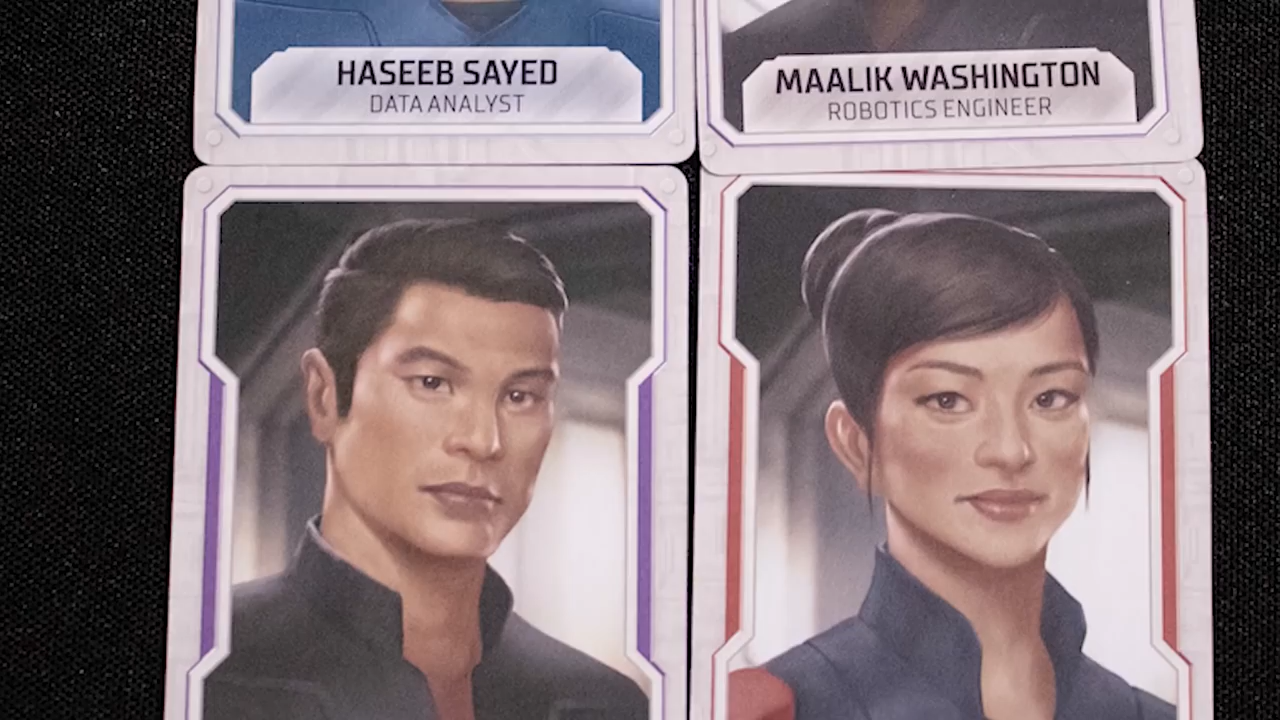 HASEEB SAYED
DATA ANALYST
MAALIK WASHINGTON
ROBOTICS ENGINEER